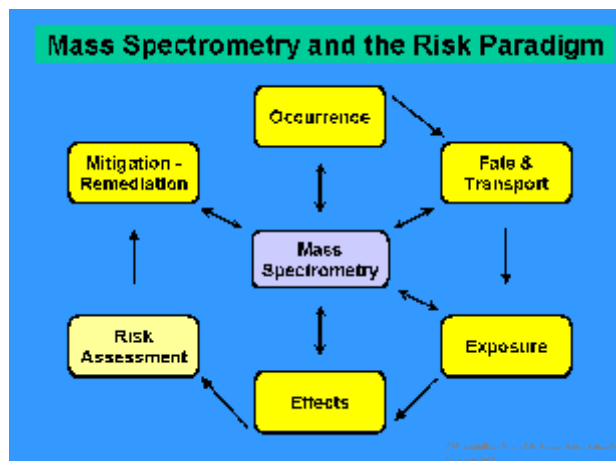 Mass Spectrometry and the Risk Paradigm
Occurrence
Mitigation -
Remediation
Fate &
Transport
Mass
Spectrometry
Risk
Assessment
Exposure
Effects